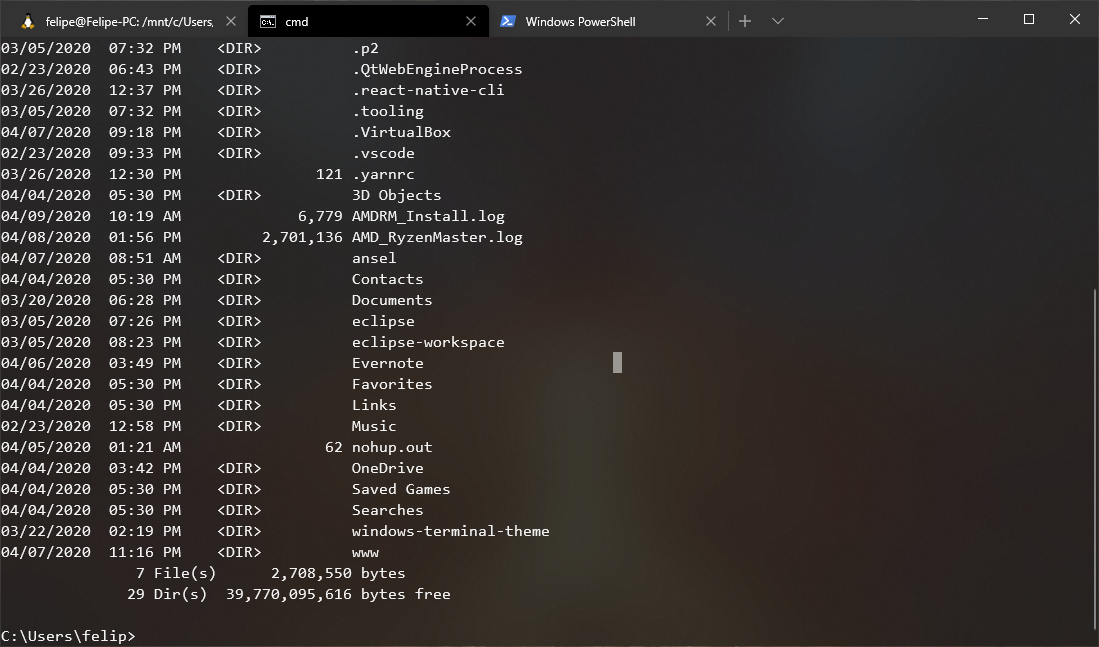 felipe@Felipe-PC: /mnt/c/Users,
cmd
Windows PowerShell
03/05/2020  07:32 PM    <DIR>          .p2
02/23/2020  06:43 PM    <DIR>          .QtWebEngineProcess
03/26/2020  12:37 PM    <DIR>          .react-native-cli
03/05/2020  07:32 PM    <DIR>          .tooling
04/07/2020  09:18 PM    <DIR>          .VirtualBox
02/23/2020  09:33 PM    <DIR>          .vscode
03/26/2020  12:30 PM               121 .yarnrc
04/04/2020  05:30 PM    <DIR>          3D Objects
04/09/2020  10:19 AM             6,779 AMDRM_Install.log
04/08/2020  01:56 PM         2,701,136 AMD_RyzenMaster.log
04/07/2020  08:51 AM    <DIR>          ansel
04/04/2020  05:30 PM    <DIR>          Contacts
03/20/2020  06:28 PM    <DIR>          Documents
03/05/2020  07:26 PM    <DIR>          eclipse
03/05/2020  08:23 PM    <DIR>          eclipse-workspace
04/06/2020  03:49 PM    <DIR>          Evernote
04/04/2020  05:30 PM    <DIR>          Favorites
04/04/2020  05:30 PM    <DIR>          Links
02/23/2020  12:58 PM    <DIR>          Music
04/05/2020  01:21 AM                62 nohup.out
04/04/2020  03:42 PM    <DIR>          OneDrive
04/04/2020  05:30 PM    <DIR>          Saved Games
04/04/2020  05:30 PM    <DIR>          Searches
03/22/2020  02:19 PM    <DIR>          windows-terminal-theme
04/07/2020  11:16 PM    <DIR>          www
               7 File(s)      2,708,550 bytes
              29 Dir(s)  39,770,095,616 bytes free
C:\Users\felip>